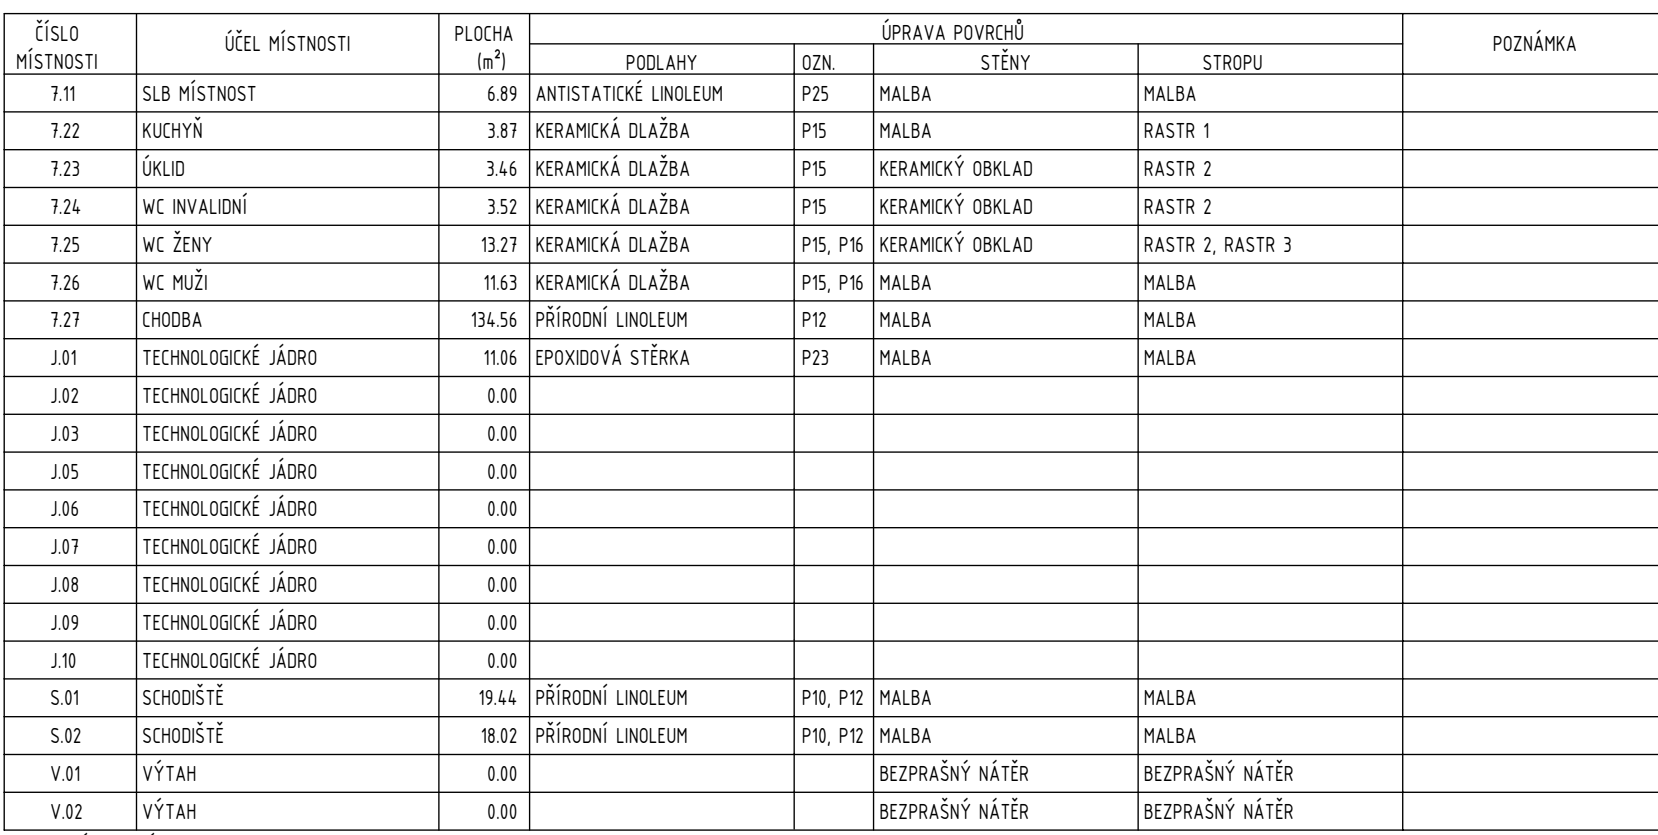 ČÍSLO MÍSTNOSTI ÚČEL MÍSTNOSTI PLOCHA (m²) ÚPRAVA POVRCHŮ POZNÁMKA
PODLAHY OZN. STĚNY STROPU
7.11 SLB MÍSTNOST 6.89 ANTISTATICKÉ LINOLEUM P25 MALBA MALBA
7.22 KUCHYŇ 3.87 KERAMICKÁ DLAŽBA P15 MALBA RASTR 1
7.23 ÚKLID 3.46 KERAMICKÁ DLAŽBA P15 KERAMICKÝ OBKLAD RASTR 2
7.24 WC INVALIDNÍ 3.52 KERAMICKÁ DLAŽBA P15 KERAMICKÝ OBKLAD RASTR 2
7.25 WC ŽENY 13.27 KERAMICKÁ DLAŽBA P15, P16 KERAMICKÝ OBKLAD RASTR 2, RASTR 3
7.26 WC MUŽI 11.63 KERAMICKÁ DLAŽBA P15, P16 MALBA MALBA
7.27 CHODBA 134.56 PŘÍRODNÍ LINOLEUM P12 MALBA MALBA
J.01 TECHNOLOGICKÉ JÁDRO 11.06 EPOXIDOVÁ STĚRKA P23 MALBA MALBA
J.02 TECHNOLOGICKÉ JÁDRO 0.00
J.03 TECHNOLOGICKÉ JÁDRO 0.00
J.05 TECHNOLOGICKÉ JÁDRO 0.00
J.06 TECHNOLOGICKÉ JÁDRO 0.00
J.07 TECHNOLOGICKÉ JÁDRO 0.00
J.08 TECHNOLOGICKÉ JÁDRO 0.00
J.09 TECHNOLOGICKÉ JÁDRO 0.00
J.10 TECHNOLOGICKÉ JÁDRO 0.00
S.01 SCHODIŠTĚ 19.44 PŘÍRODNÍ LINOLEUM P10, P12 MALBA MALBA
S.02 SCHODIŠTĚ 18.02 PŘÍRODNÍ LINOLEUM P10, P12 MALBA MALBA
V.01 VÝTAH 0.00 BEZPRAŠNÝ NÁTĚR BEZPRAŠNÝ NÁTĚR
V.02 VÝTAH 0.00 BEZPRAŠNÝ NÁTĚR BEZPRAŠNÝ NÁTĚR